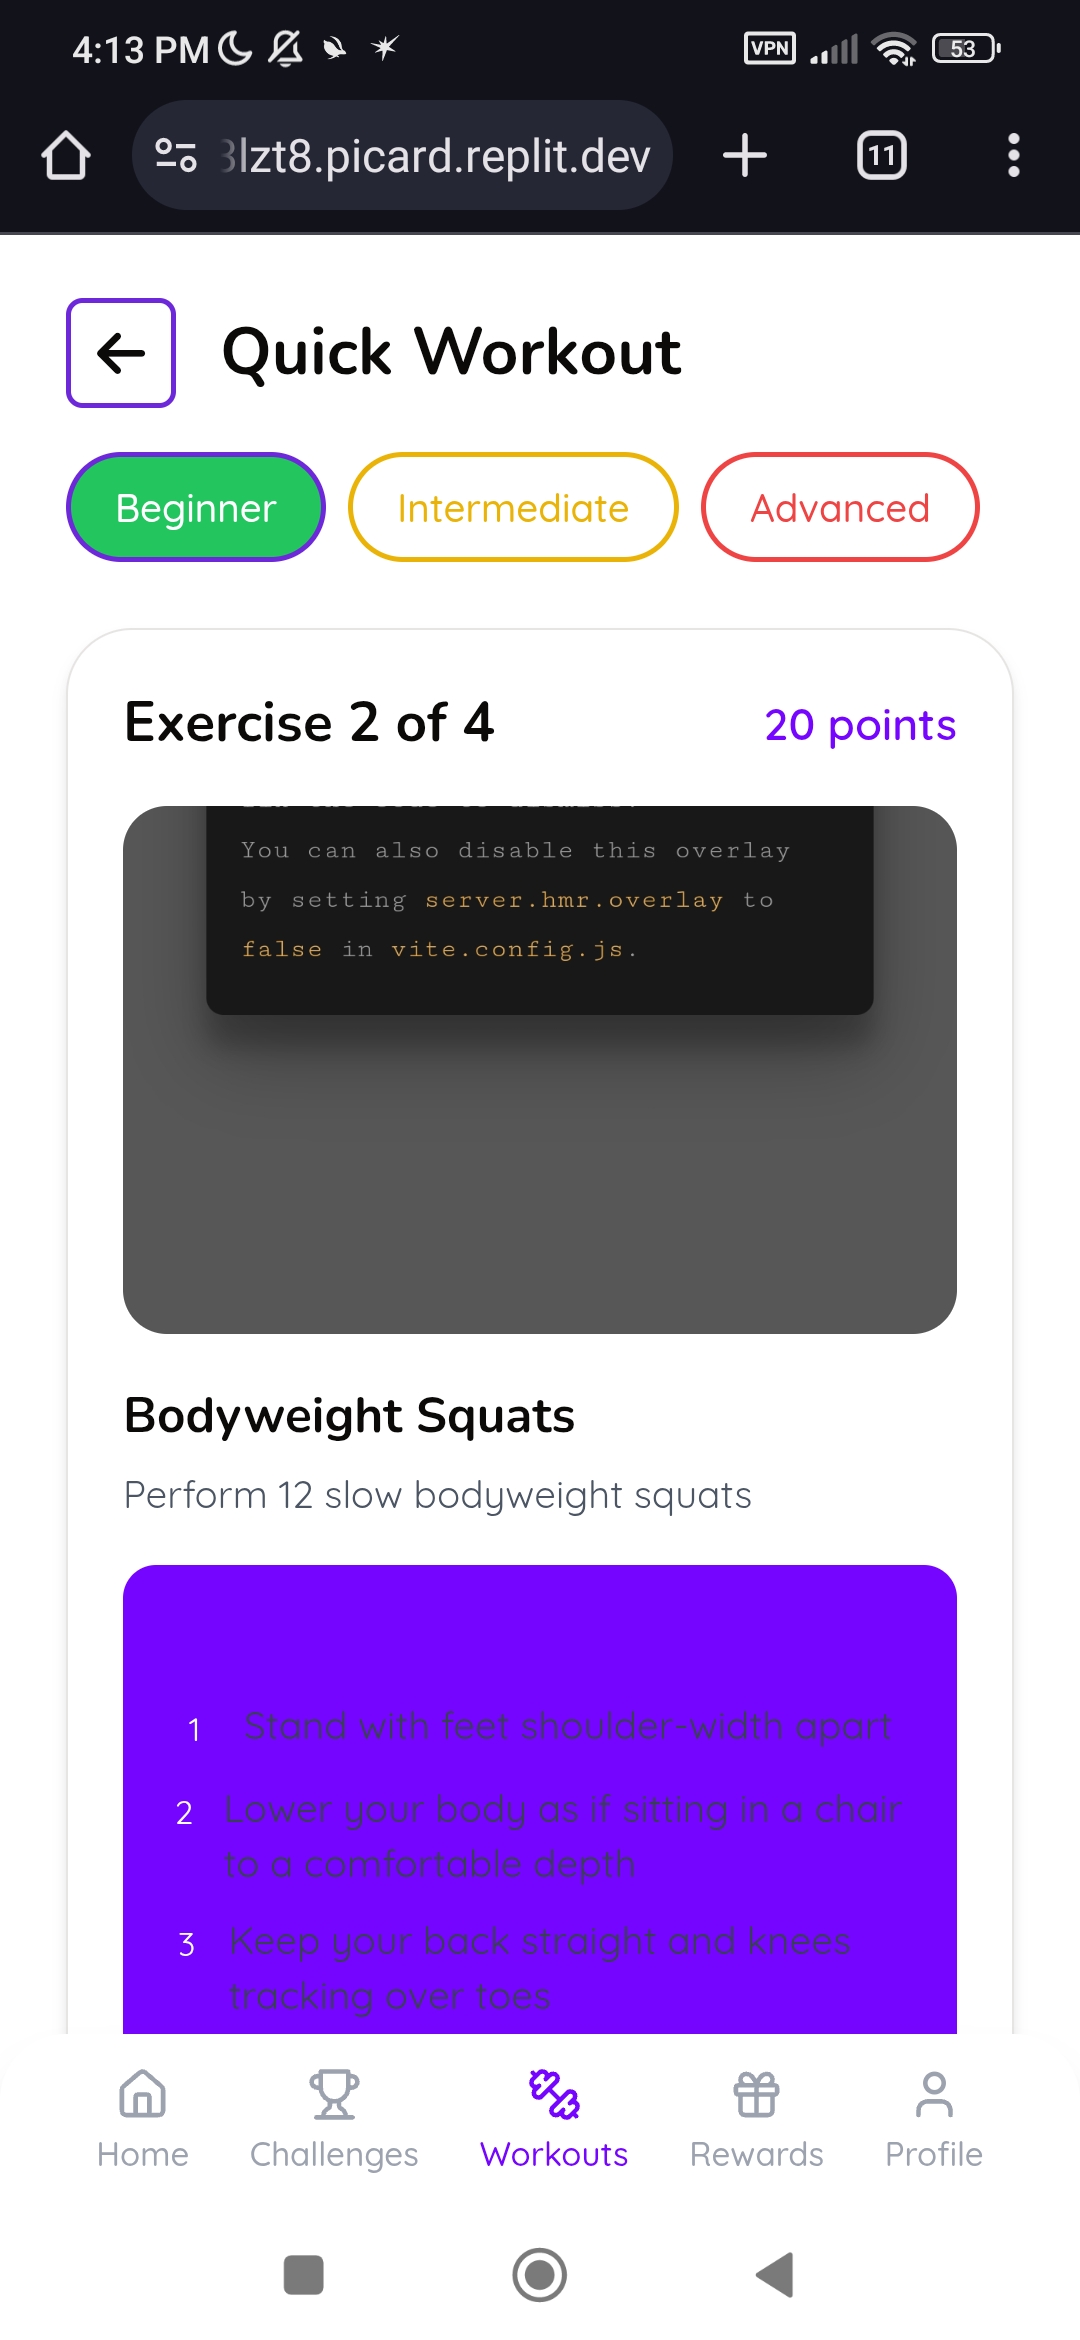 4:13 PM
VPN
53
lzt8.picard.replit.dev
11
Quick Workout
Beginner
Intermediate
Advanced
Exercise 2 of 4
20 points
You can also disable this overlay
by setting server.hmr.overlay to
false in vite.config.js.
Bodyweight Squats
Perform 12 slow bodyweight squats
1 Stand with feet shoulder-width apart
2 Lower your body as if sitting in a chair
to a comfortable depth
3 Keep your back straight and knees
tracking over toes
Home
Challenges
Workouts
Rewards
Profile